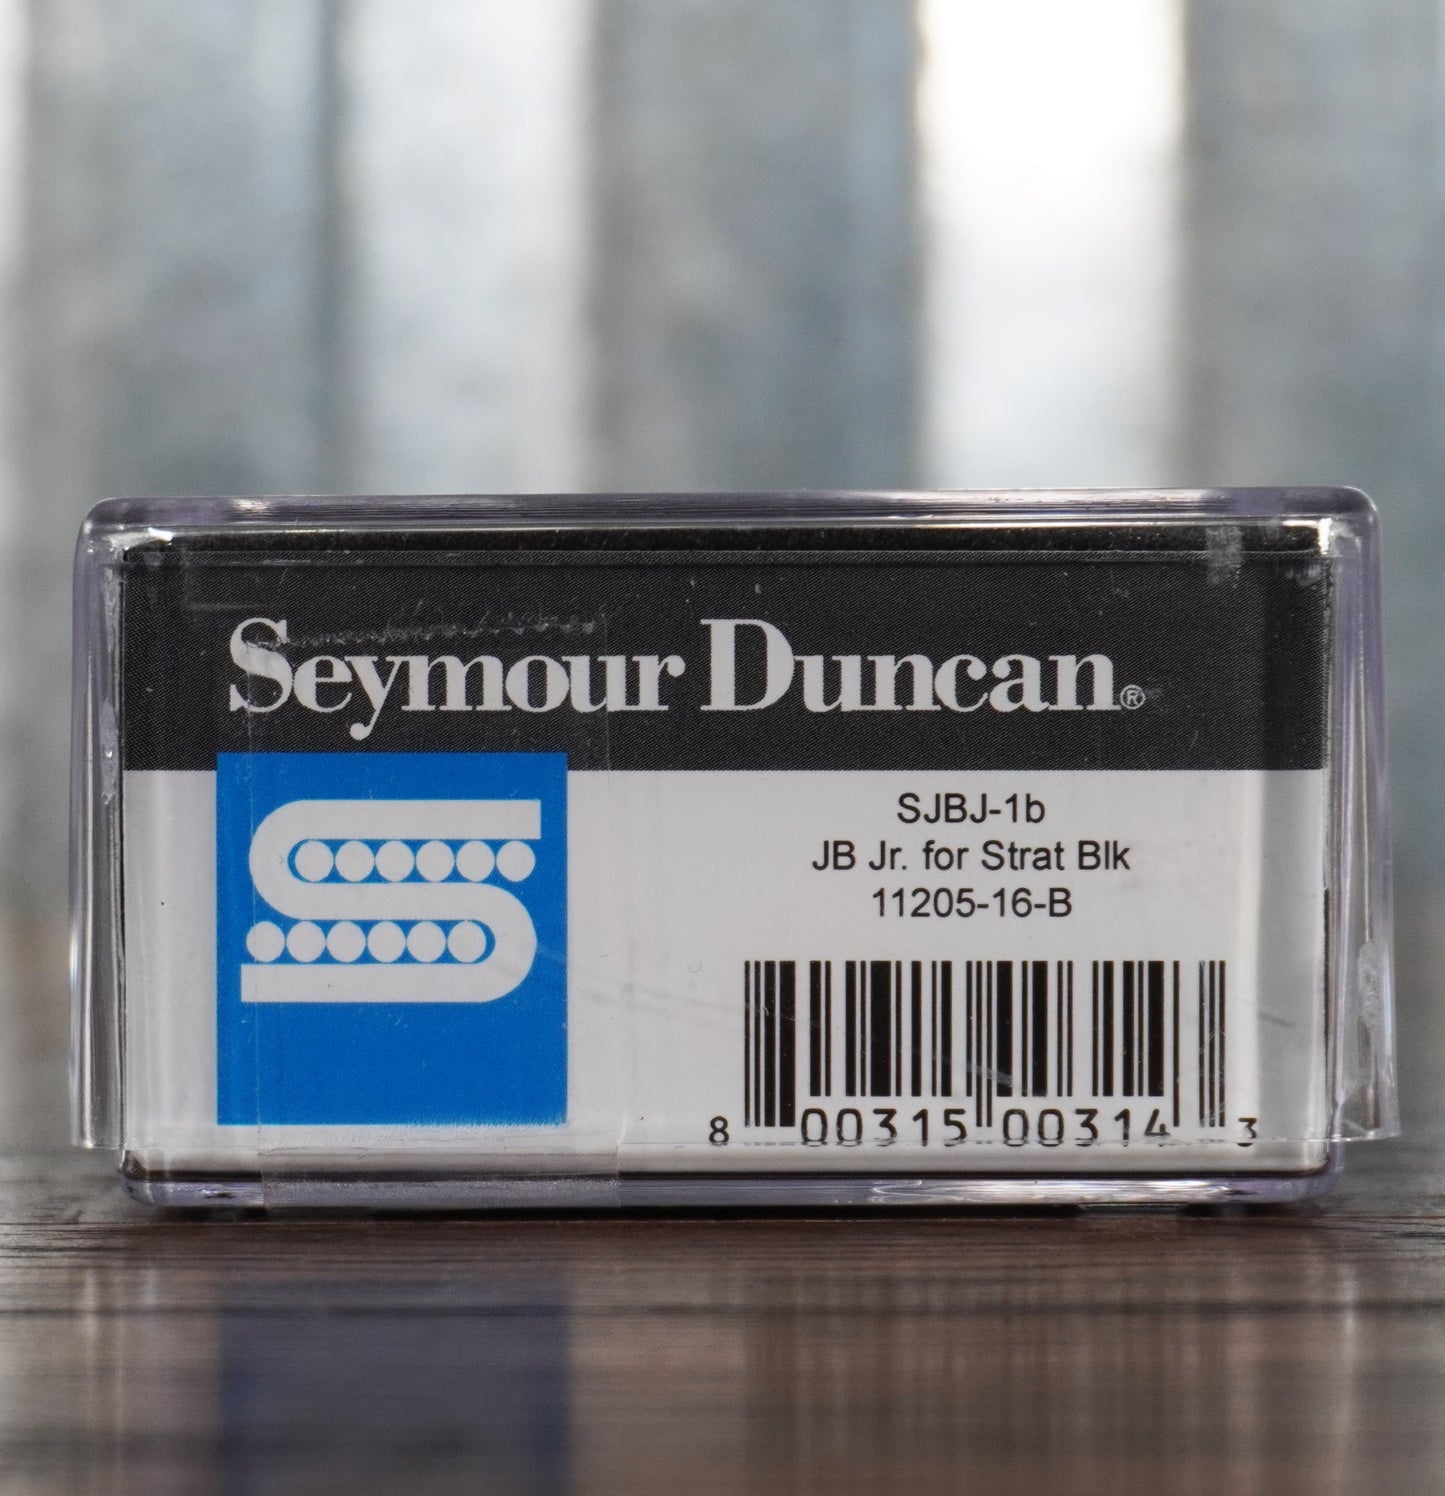 Seymour Duncan®
SJBJ-1b
JB Jr. for Strat Blk
11205-16-B
8 00315 00314 3